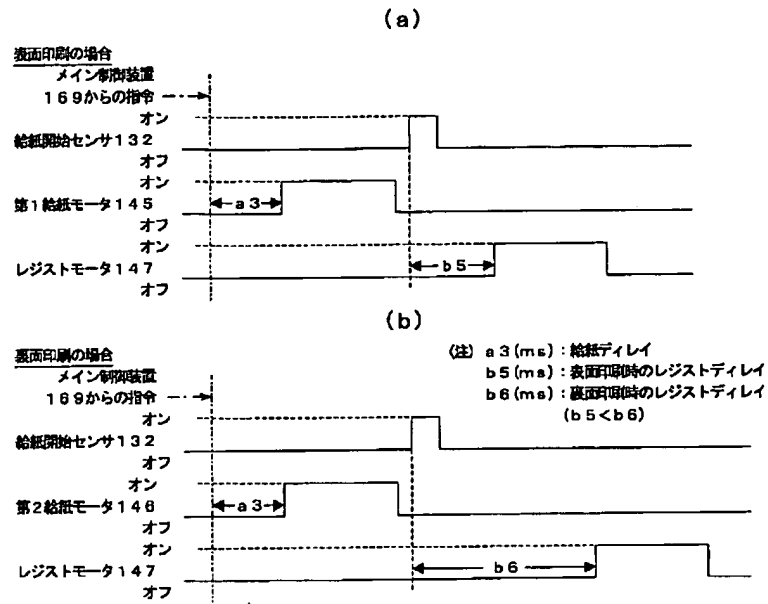 (a)
表面印刷の場合
メイン制御装置
169からの指令
オン
給紙開始センサ132
オフ
オン
第1給紙モータ145
a3
オフ
オン
レジストモータ147
b5
オフ
(b)
裏面印刷の場合
メイン制御装置
169からの指令
(注) a3(ms):給紙ディレイ
b5(ms):表面印刷時のレジストディレイ
b6(ms):裏面印刷時のレジストディレイ
(b5<b6)
オン
給紙開始センサ132
オフ
オン
第2給紙モータ146
a3
オフ
オン
レジストモータ147
b6
オフ